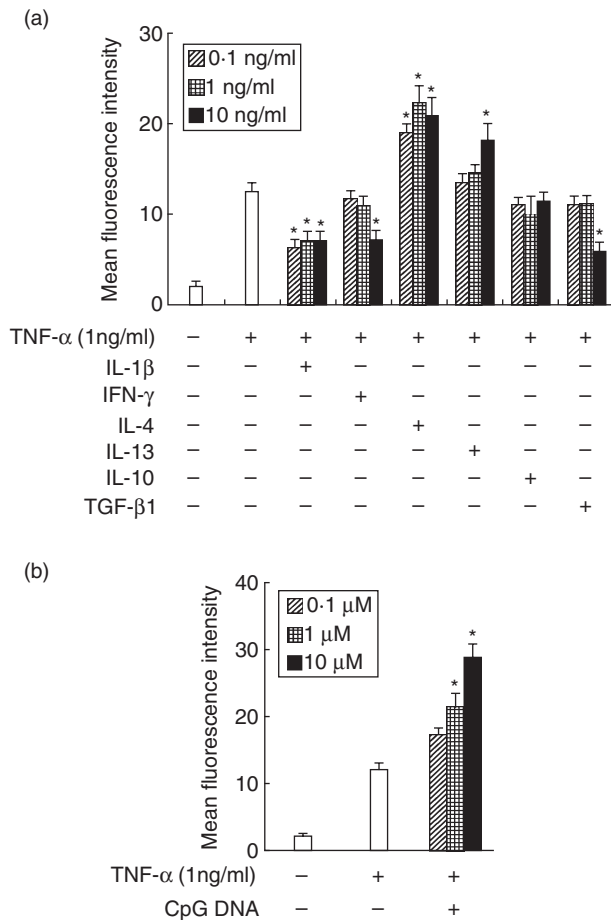 (a)
30
20
10
0
Mean fluorescence intensity
0·1 ng/ml
1 ng/ml
10 ng/ml
* * * * * * * * *
TNF-α (1ng/ml) – + + + + + + +
IL-1β – – + – – – – –
IFN-γ – – – + – – – –
IL-4 – – – – + – – –
IL-13 – – – – – + – –
IL-10 – – – – – – + –
TGF-β1 – – – – – – – +
(b)
40
30
20
10
0
Mean fluorescence intensity
0·1 μM
1 μM
10 μM
* *
TNF-α (1ng/ml) – + +
CpG DNA – – +